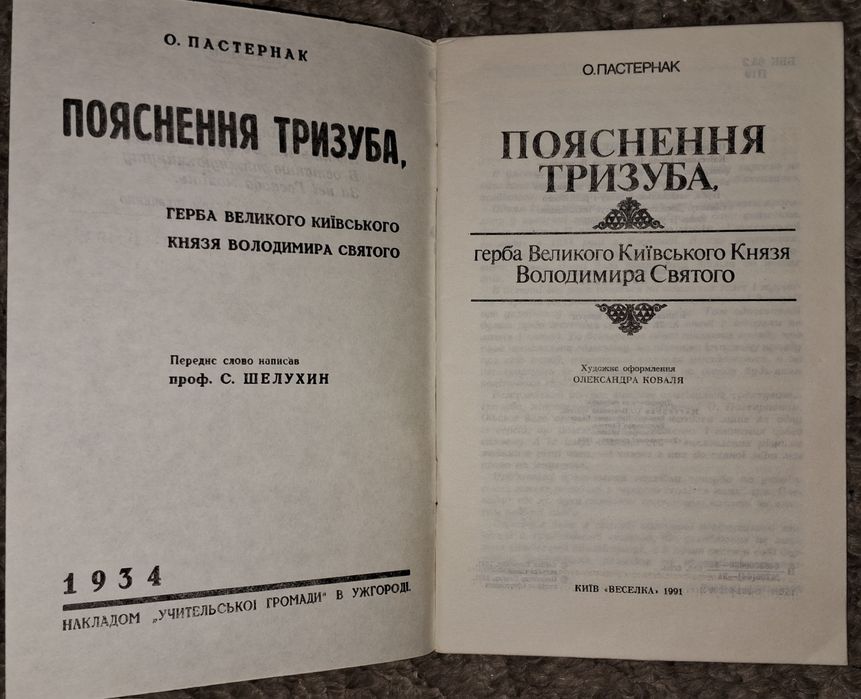 О. ПАСТЕРНАК
ПОЯСНЕННЯ ТРИЗУБА,
ГЕРБА ВЕЛИКОГО КИЇВСЬКОГО
КНЯЗЯ ВОЛОДИМИРА СВЯТОГО
Переднє слово написав
проф. С. ШЕЛУХИН
1934
НАКЛАДОМ „УЧИТЕЛЬСЬКОЇ ГРОМАДИ" В УЖГОРОДІ.
О. ПАСТЕРНАК
ПОЯСНЕННЯ
ТРИЗУБА,
герба Великого Київського Князя
Володимира Святого
Художнє оформлення
ОЛЕКСАНДРА КОВАЛЯ
КИЇВ «ВЕСЕЛКА» 1991